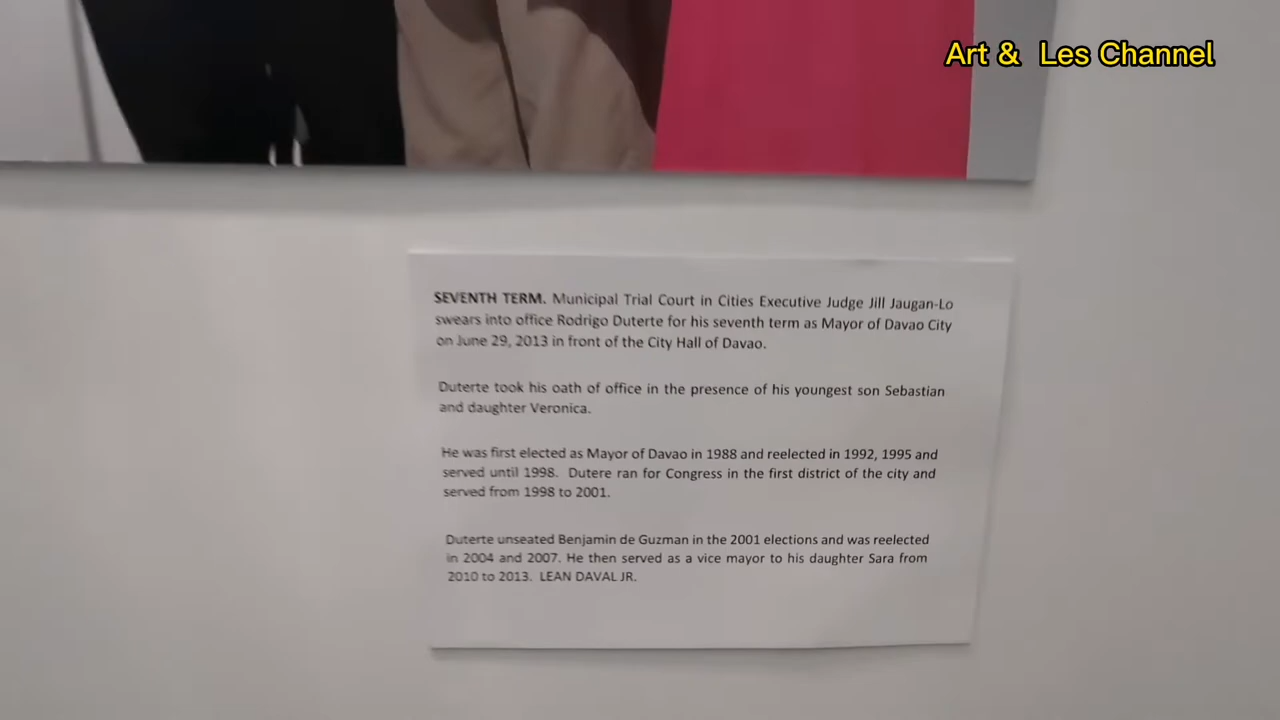 Art & Les Channel
SEVENTH TERM. Municipal Trial Court in Cities Executive Judge Jill Jaugan-Lo
swears into office Rodrigo Duterte for his seventh term as Mayor of Davao City
on June 29, 2013 in front of the City Hall of Davao.
Duterte took his oath of office in the presence of his youngest son Sebastian
and daughter Veronica.
He was first elected as Mayor of Davao in 1988 and reelected in 1992, 1995 and
served until 1998. Dutere ran for Congress in the first district of the city and
served from 1998 to 2001.
Duterte unseated Benjamin de Guzman in the 2001 elections and was reelected
in 2004 and 2007. He then served as a vice mayor to his daughter Sara from
2010 to 2013. LEAN DAVAL JR.